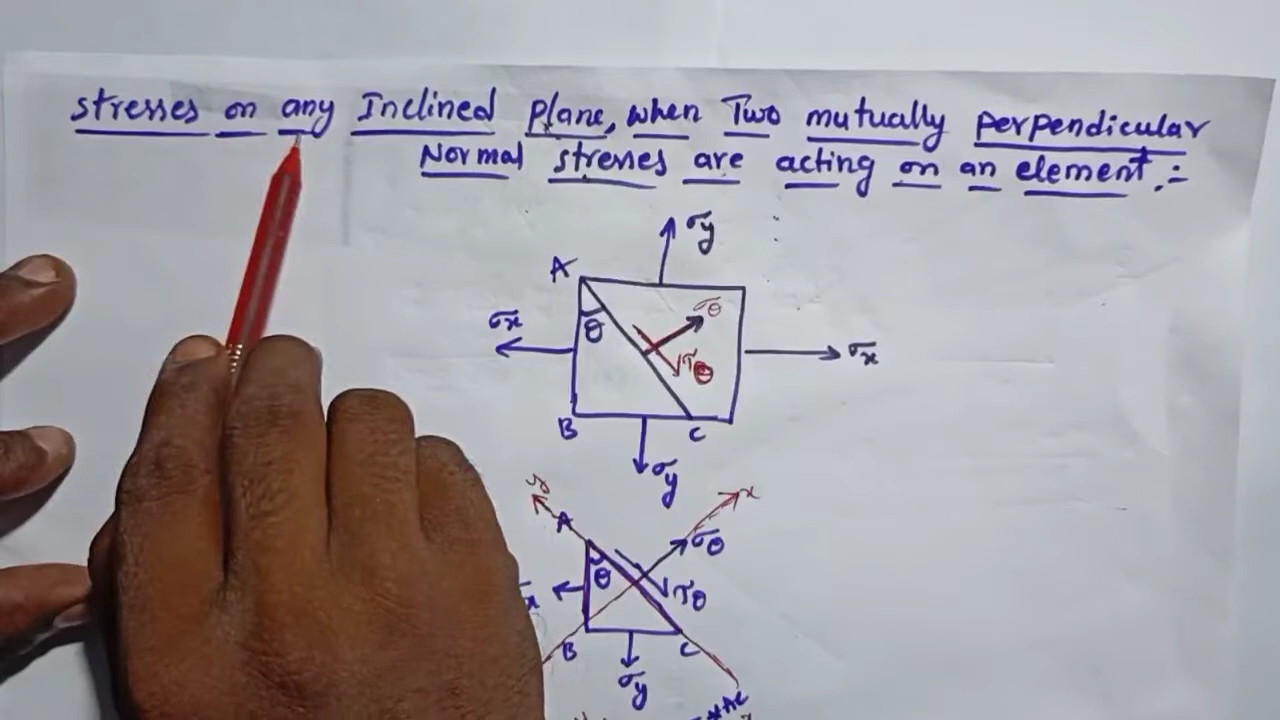 stresses on any Inclined plane, when Two mutually perpendicular
Normal stresses are acting on an element :-
σy
A
σθ
θ
σx
σx
τθ
B
C
σy
y
x
A
σθ
θ
τθ
x
B
C
σy